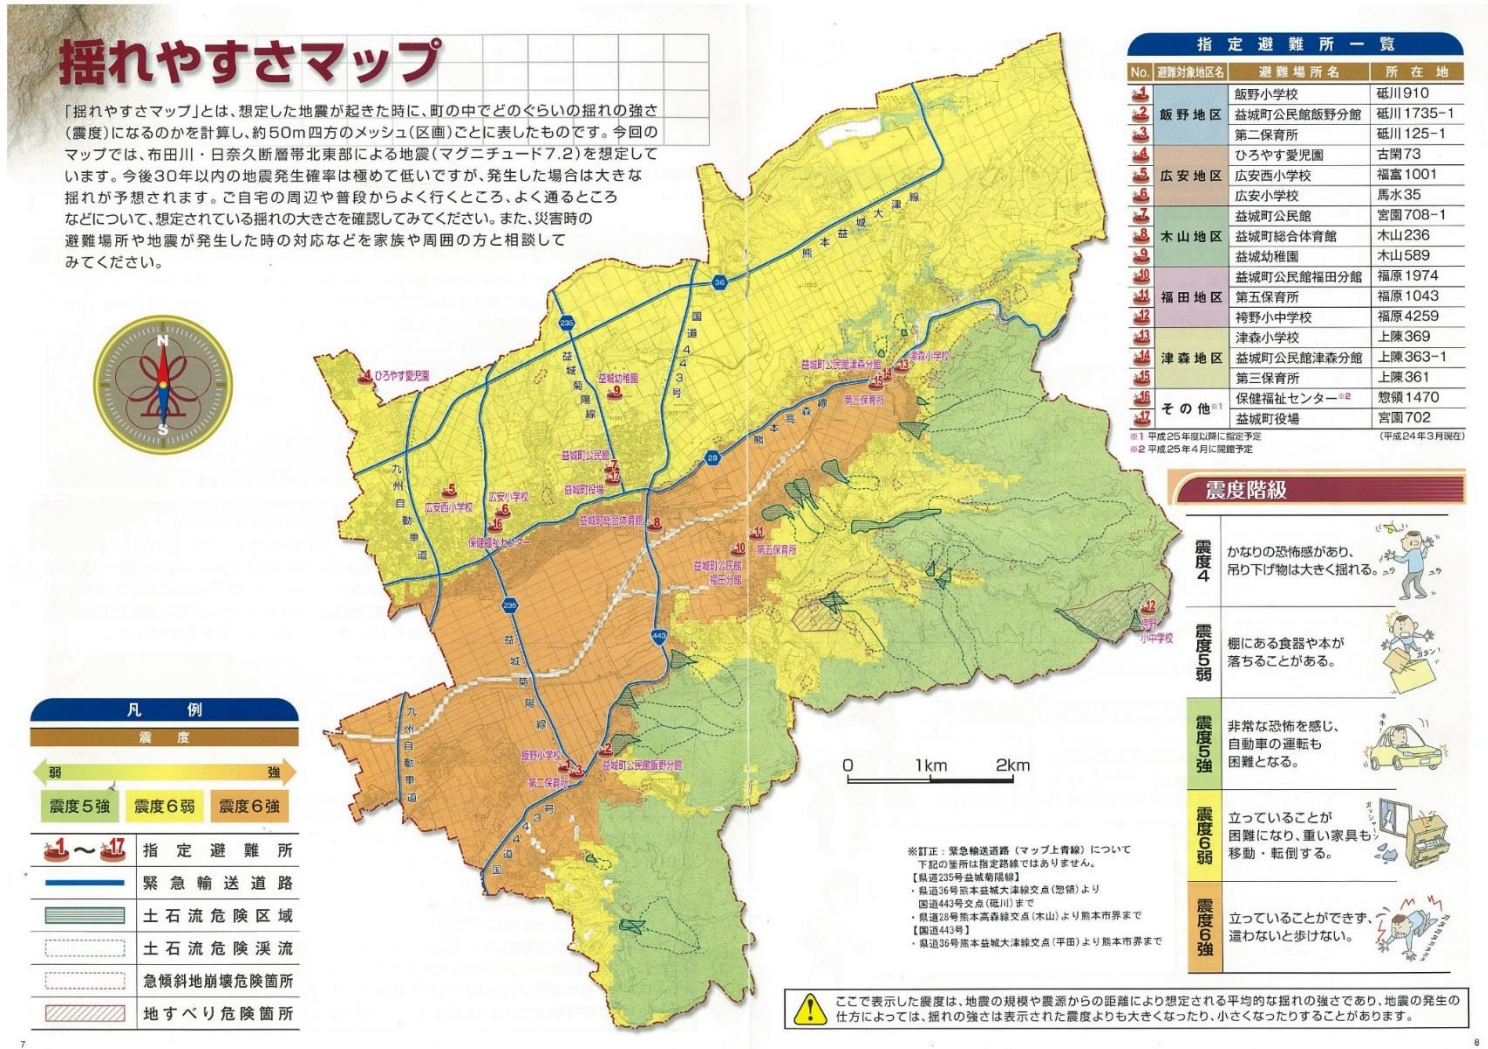 揺れやすさマップ
「揺れやすさマップ」とは、想定した地震が起きた時に、町の中でどのぐらいの揺れの強さ
(震度)になるのかを計算し、約50m四方のメッシュ(区画)ごとに表したものです。今回の
マップでは、布田川・日奈久断層帯北東部による地震(マグニチュード7.2)を想定して
います。今後30年以内の地震発生確率は極めて低いですが、発生した場合は大きな
揺れが予想されます。ご自宅の周辺や普段からよく行くところ、よく通るところ
などについて、想定されている揺れの大きさを確認してみてください。また、災害時の
避難場所や地震が発生した時の対応などを家族や周囲の方と相談して
みてください。
N
S
指定避難所一覧
No. 避難対象地区名 避難場所名 所在地
1 飯野地区 飯野小学校 砥川910
2 益城町公民館飯野分館 砥川1735-1
3 第二保育所 砥川125-1
4 広安地区 ひろやす愛児園 古閑73
5 広安西小学校 福富1001
6 広安小学校 馬水35
7 木山地区 益城町公民館 宮園708-1
8 益城町総合体育館 木山236
9 益城幼稚園 木山589
10 福田地区 益城町公民館福田分館 福原1974
11 第五保育所 福原1043
12 袴野小中学校 福原4259
13 津森地区 津森小学校 上陳369
14 益城町公民館津森分館 上陳363-1
15 第三保育所 上陳361
16 その他※1 保健福祉センター※2 惣領1470
17 益城町役場 宮園702
※1 平成25年度以降に指定予定 (平成24年3月現在)
※2 平成25年4月に開館予定
震度階級
震度4 かなりの恐怖感があり、
吊り下げ物は大きく揺れる。
震度5弱 棚にある食器や本が
落ちることがある。
震度5強 非常な恐怖を感じ、
自動車の運転も
困難となる。
震度6弱 立っていることが
困難になり、重い家具も
移動・転倒する。
震度6強 立っていることができず、
這わないと歩けない。
熊本益城大津線
36
国道443号
235
益城菊陽線
益城幼稚園
9
4 ひろやす愛児園
益城町公民館津森分館
津森小学校
13
14
15
第三保育所
熊本高森線
28
九州自動車道
益城町公民館
7
17
益城町役場
5
広安西小学校
広安小学校
6
16
保健福祉センター
益城町総合体育館 8
11
第五保育所
10
益城町公民館
福田分館
12
袴野
小中学校
235
益城菊陽線
443
九州自動車道
飯野小学校
1
2
3
益城町公民館飯野分館
第二保育所
国道443号
0 1km 2km
凡例
震度
弱 強
震度5強 震度6弱 震度6強
1〜17 指定避難所
緊急輸送道路
土石流危険区域
土石流危険渓流
急傾斜地崩壊危険箇所
地すべり危険箇所
※訂正:緊急輸送道路(マップ上青線)について
下記の箇所は指定路線ではありません。
【県道235号益城菊陽線】
・県道36号熊本益城大津線交点(惣領)より
国道443号交点(砥川)まで
・県道28号熊本高森線交点(木山)より熊本市界まで
【国道443号】
・県道36号熊本益城大津線交点(平田)より熊本市界まで
ここで表示した震度は、地震の規模や震源からの距離により想定される平均的な揺れの強さであり、地震の発生の
仕方によっては、揺れの強さは表示された震度よりも大きくなったり、小さくなったりすることがあります。
7
8